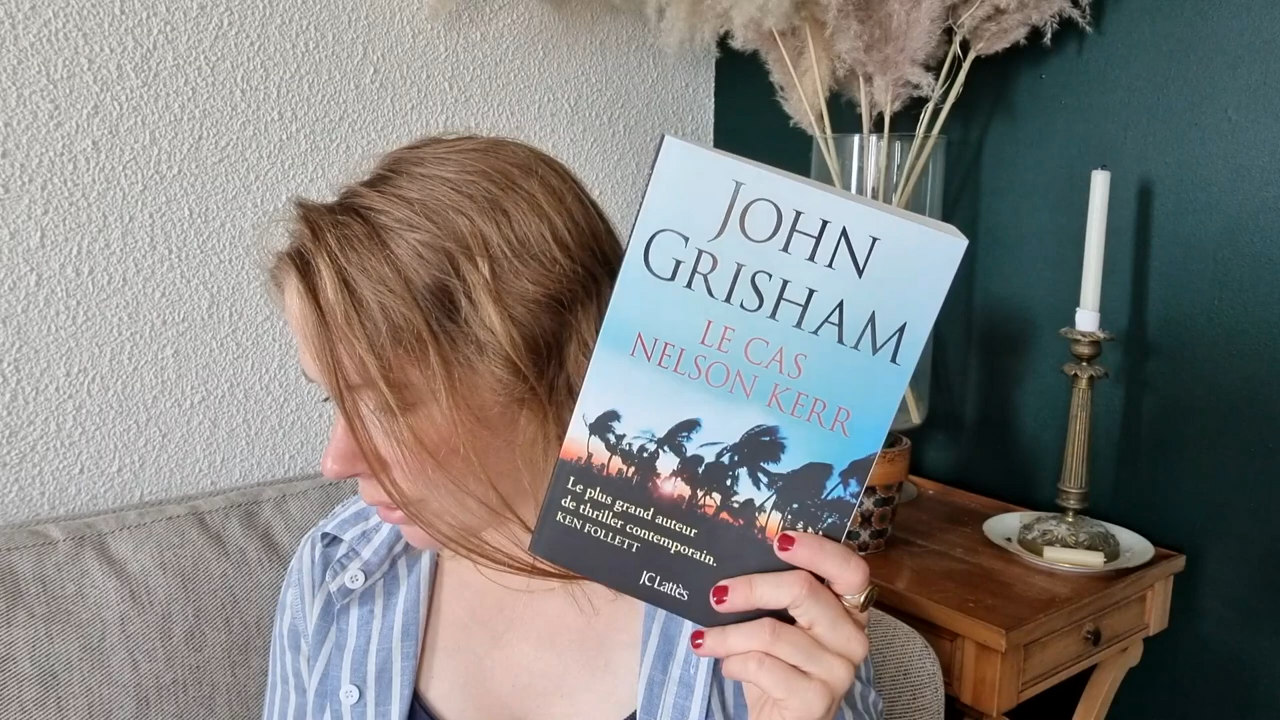 JOHN
GRISHAM
LE CAS
NELSON KERR
Le plus grand auteur
de thriller contemporain.
KEN FOLLETT
JC Lattès